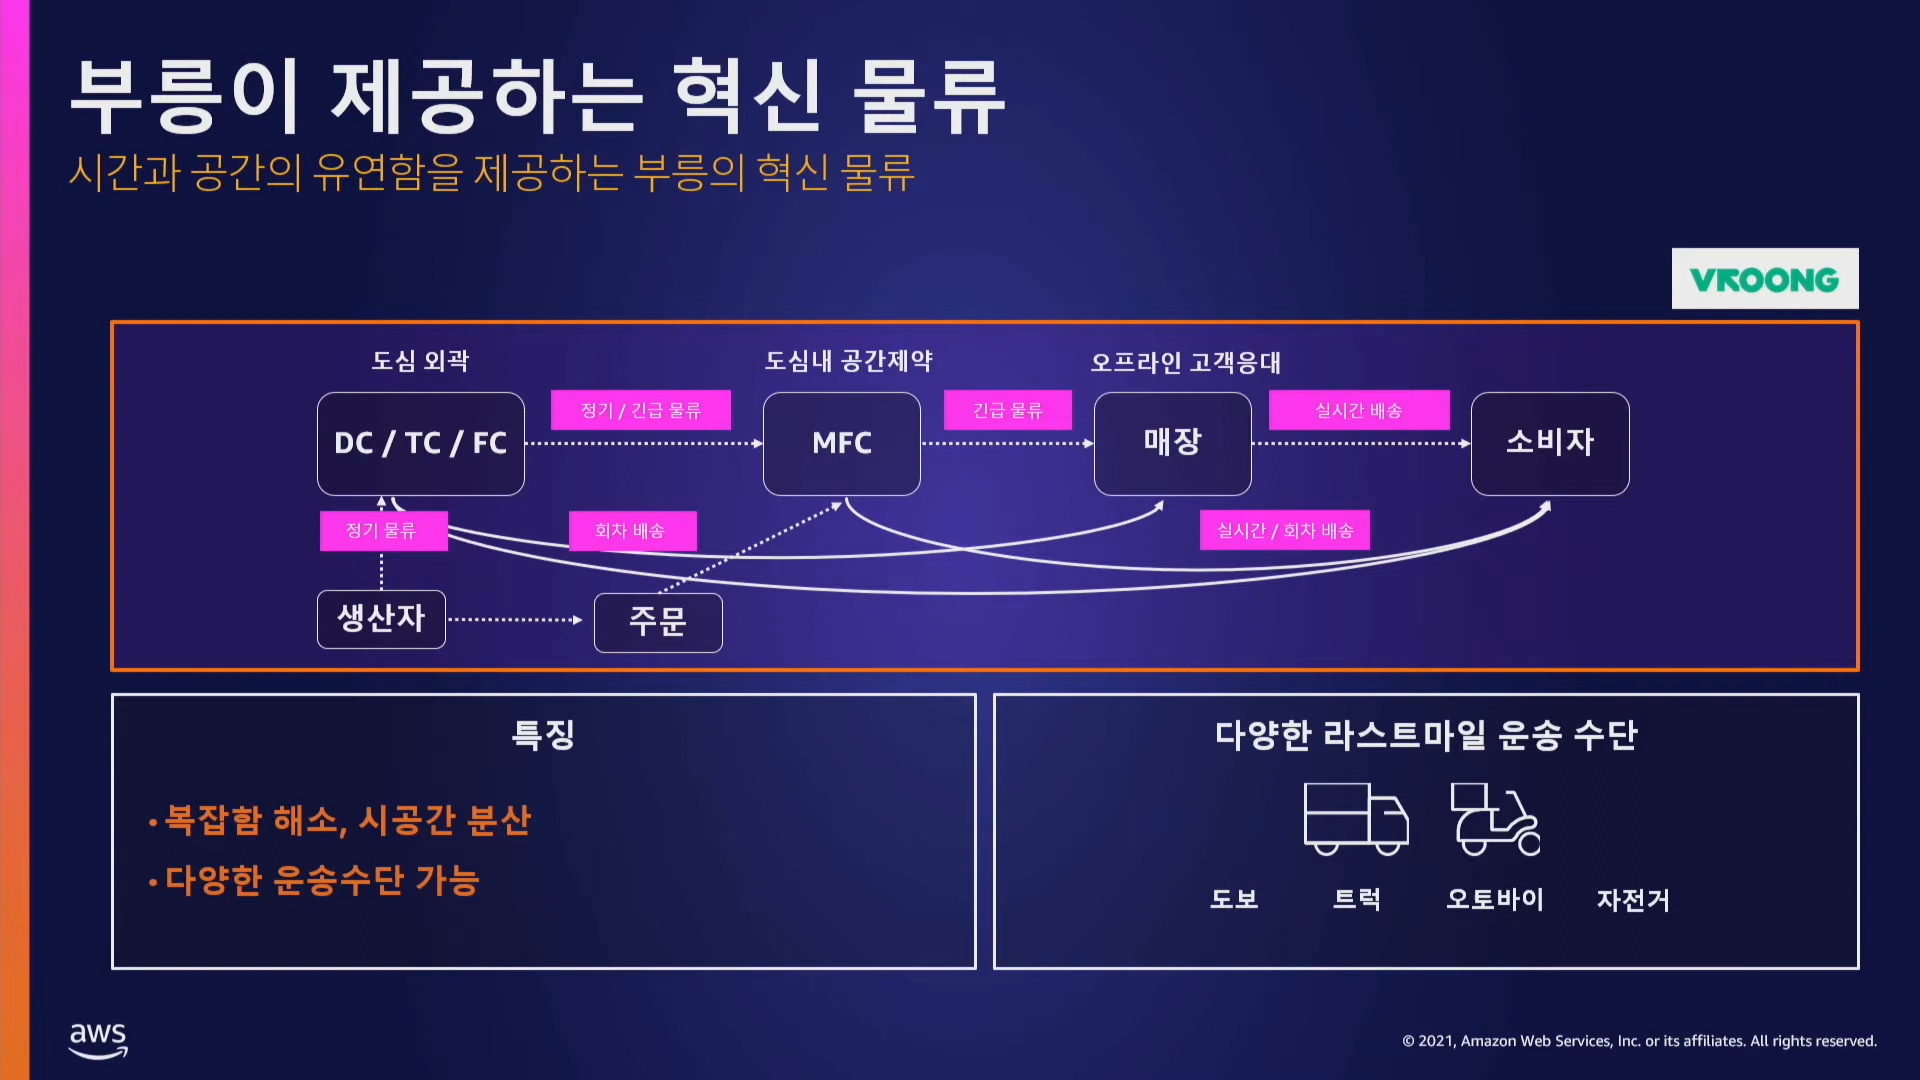 부릉이 제공하는 혁신 물류
시간과 공간의 유연함을 제공하는 부릉의 혁신 물류
VROONG
도심 외곽
도심내 공간제약
오프라인 고객응대
정기 / 긴급 물류
긴급 물류
실시간 배송
DC / TC / FC
MFC
매장
소비자
정기 물류
회차 배송
실시간 / 회차 배송
생산자
주문
특징
• 복잡함 해소, 시공간 분산
• 다양한 운송수단 가능
다양한 라스트마일 운송 수단
도보
트럭
오토바이
자전거
aws
© 2021, Amazon Web Services, Inc. or its affiliates. All rights reserved.